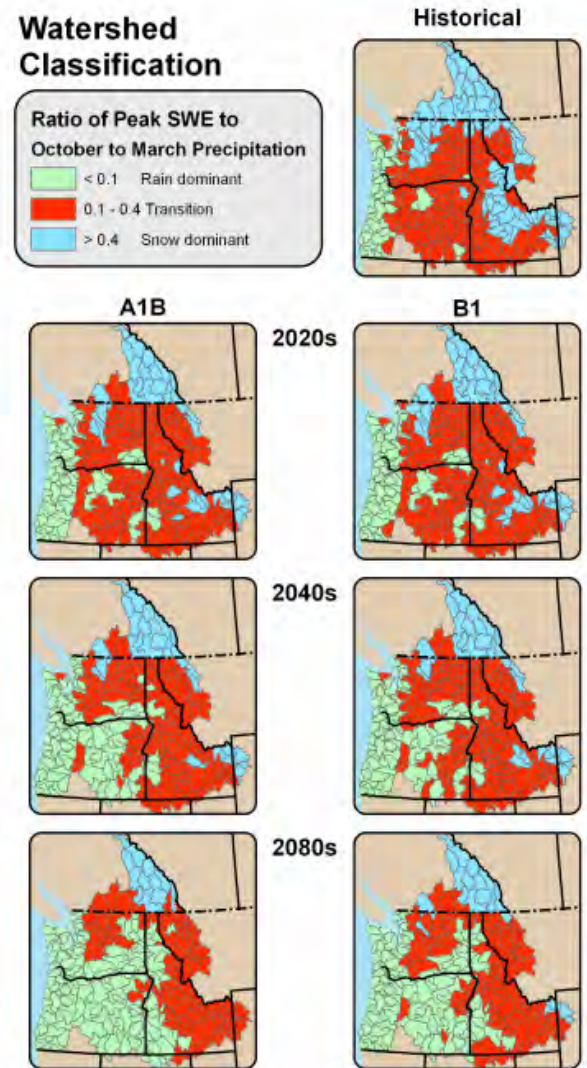 Watershed
Classification
Historical
Ratio of Peak SWE to
October to March Precipitation
< 0.1 Rain dominant
0.1 - 0.4 Transition
> 0.4 Snow dominant
A1B
B1
2020s
2040s
2080s